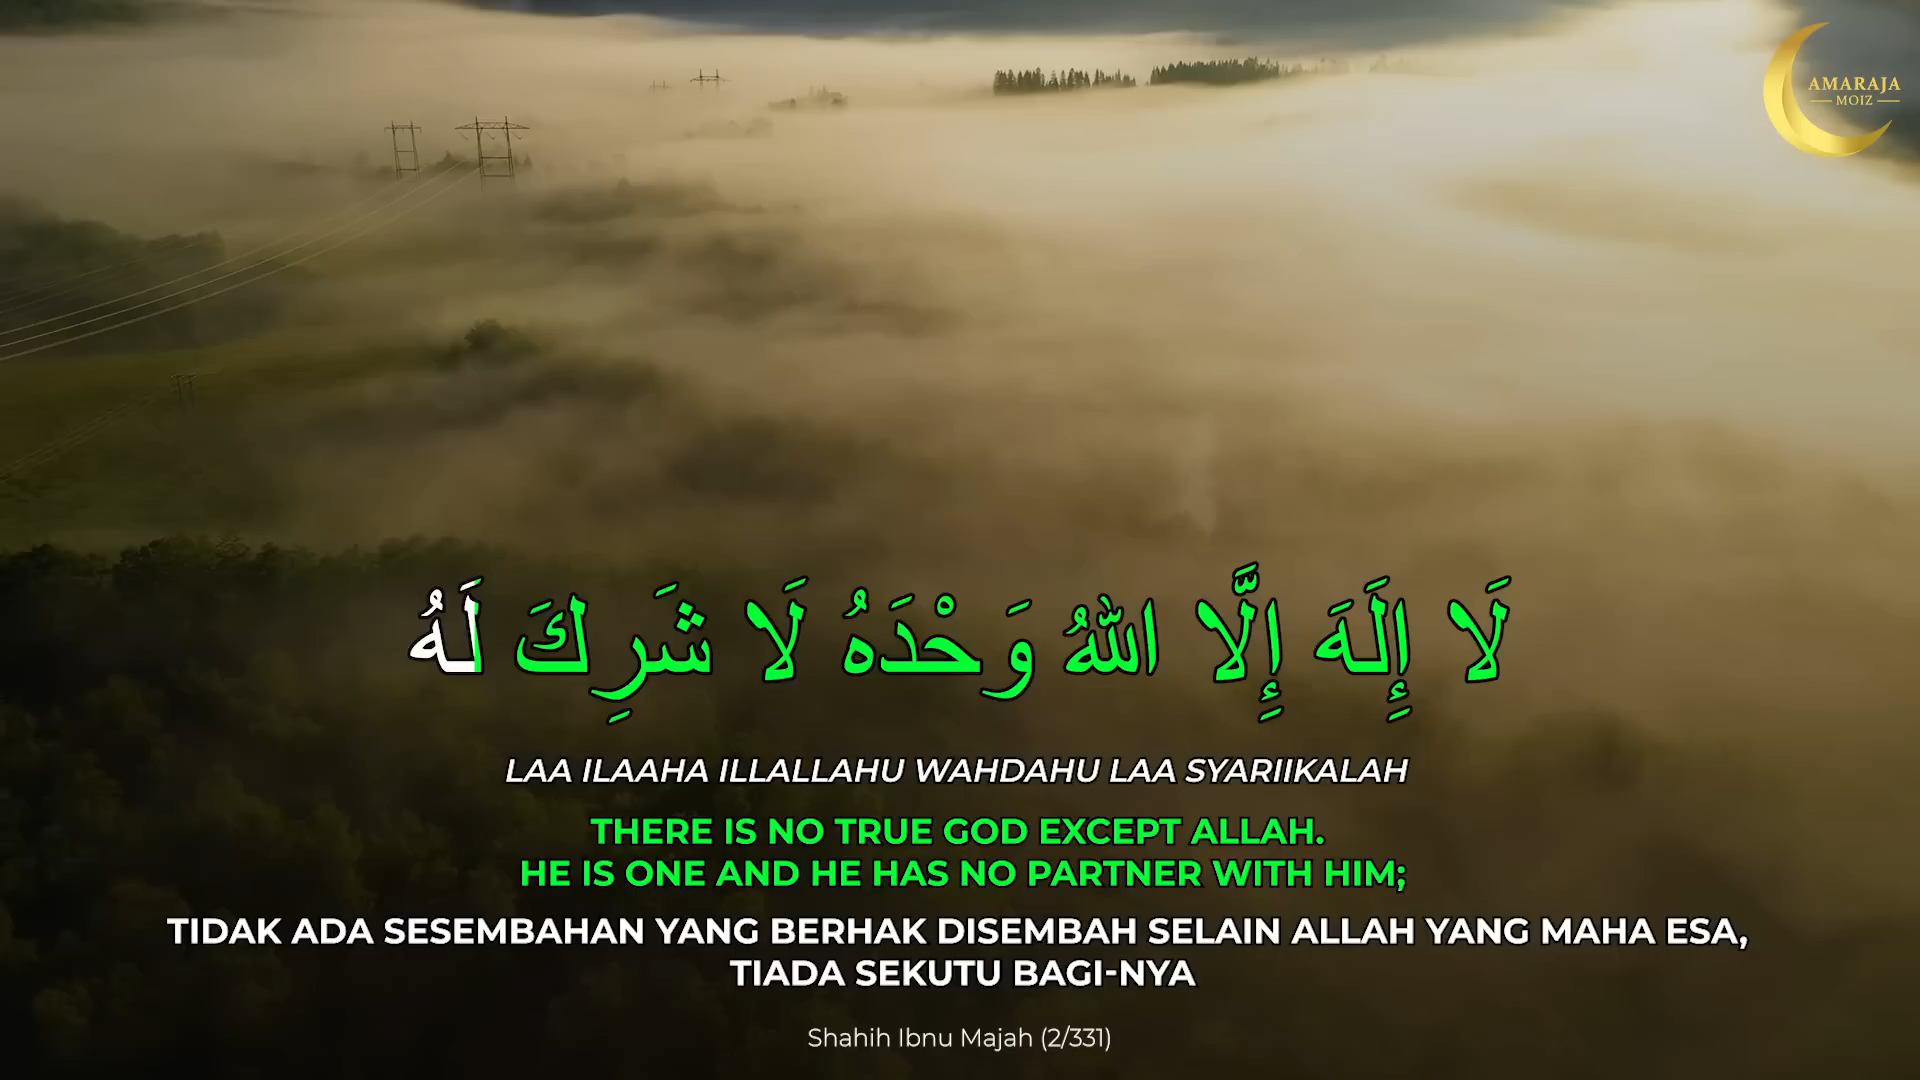 AMARAJA
MOIZ
لَا إِلَهَ إِلَّا اللهُ وَحْدَهُ لَا شَرِكَ لَهُ
LAA ILAAHA ILLALLAHU WAHDAHU LAA SYARIIKALAH
THERE IS NO TRUE GOD EXCEPT ALLAH.
HE IS ONE AND HE HAS NO PARTNER WITH HIM;
TIDAK ADA SESEMBAHAN YANG BERHAK DISEMBAH SELAIN ALLAH YANG MAHA ESA,
TIADA SEKUTU BAGI-NYA
Shahih Ibnu Majah (2/331)